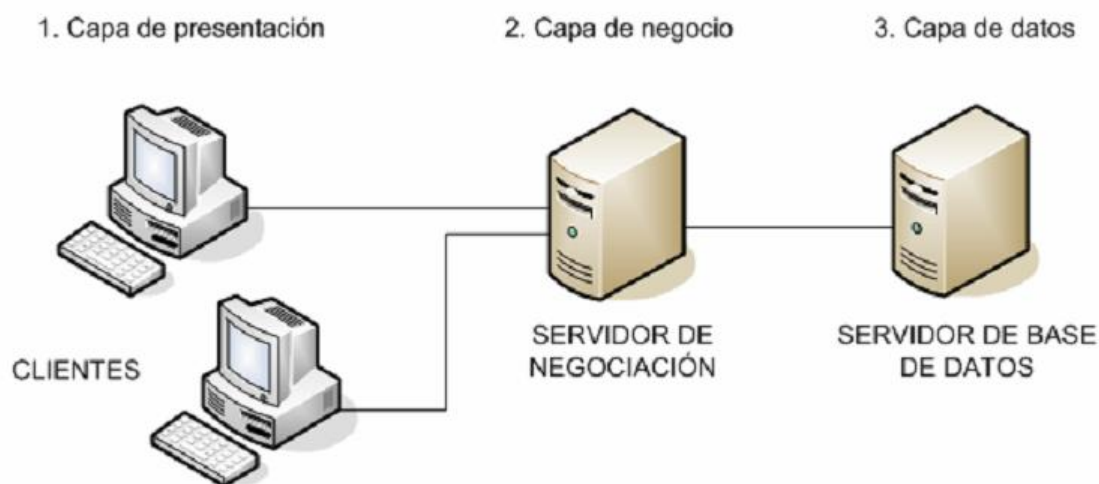 1. Capa de presentación
2. Capa de negocio
3. Capa de datos
CLIENTES
SERVIDOR DE
NEGOCIACIÓN
SERVIDOR DE BASE
DE DATOS